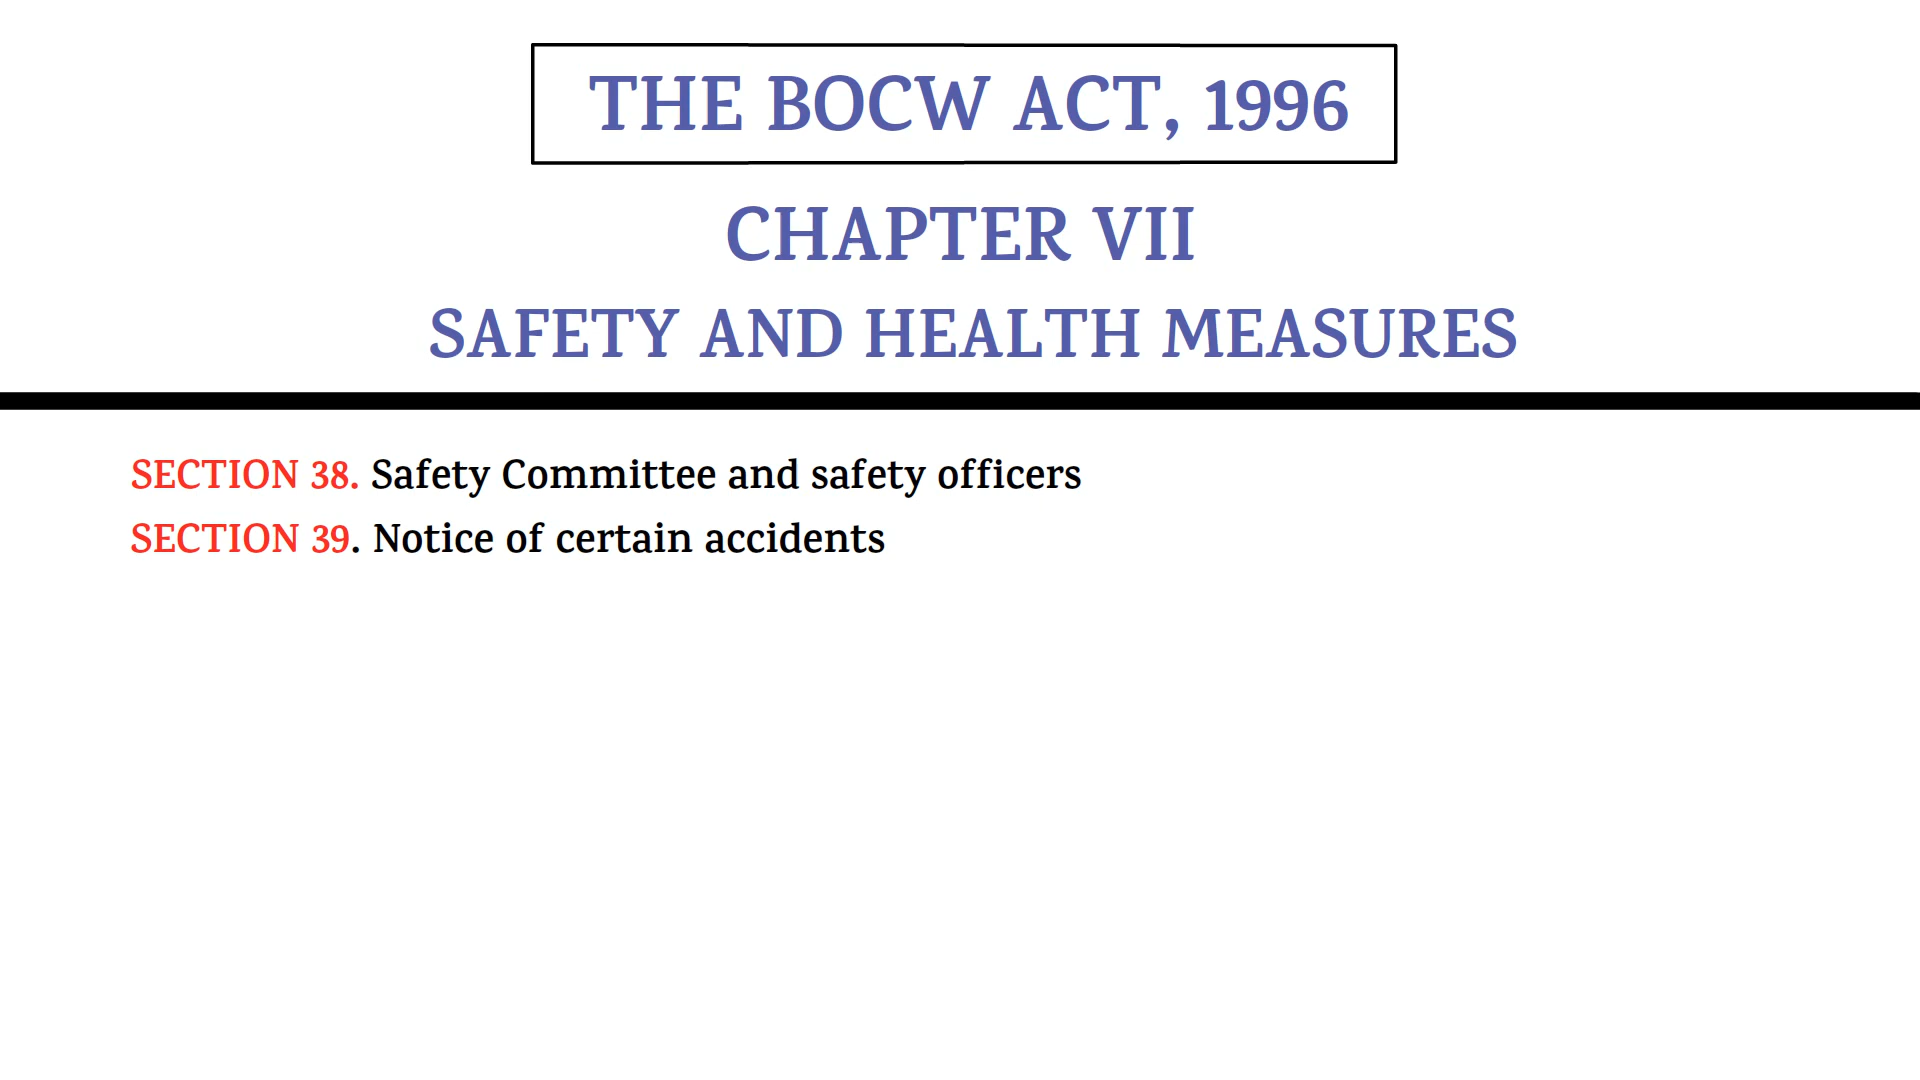 THE BOCW ACT, 1996
CHAPTER VII
SAFETY AND HEALTH MEASURES
SECTION 38. Safety Committee and safety officers
SECTION 39. Notice of certain accidents